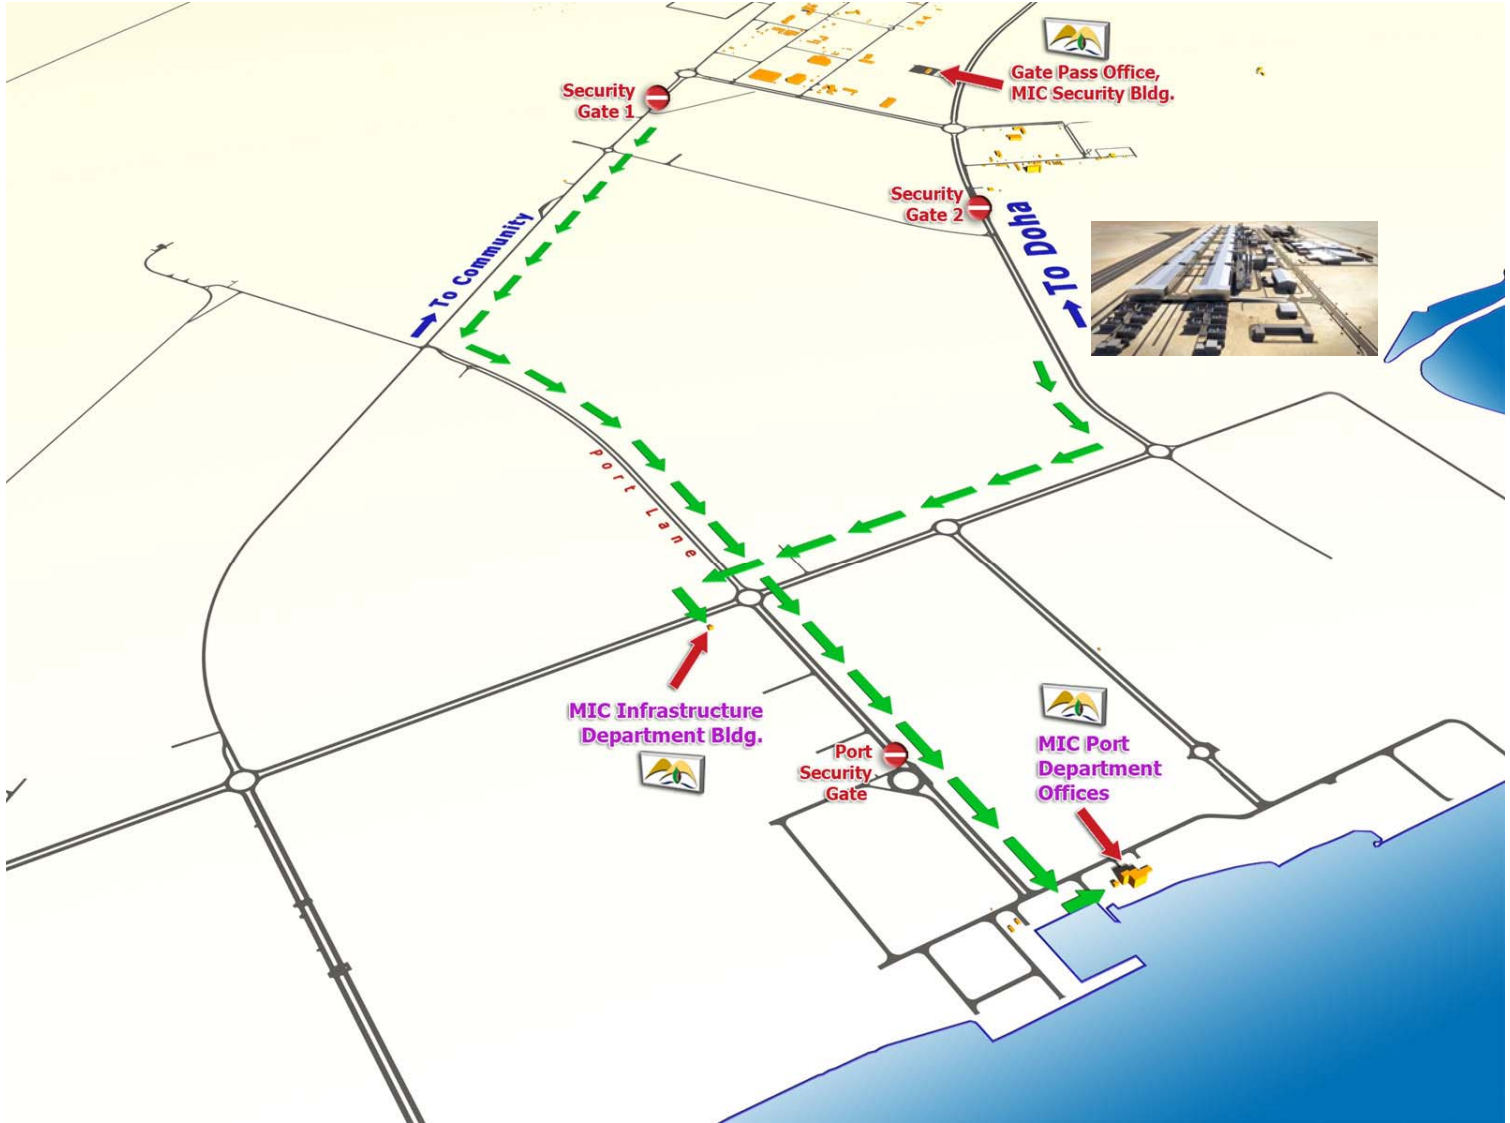 Security
Gate 1
Gate Pass Office,
MIC Security Bldg.
Security
Gate 2
To Community
To Doha
Port Lane
MIC Infrastructure
Department Bldg.
Port
Security
Gate
MIC Port
Department
Offices